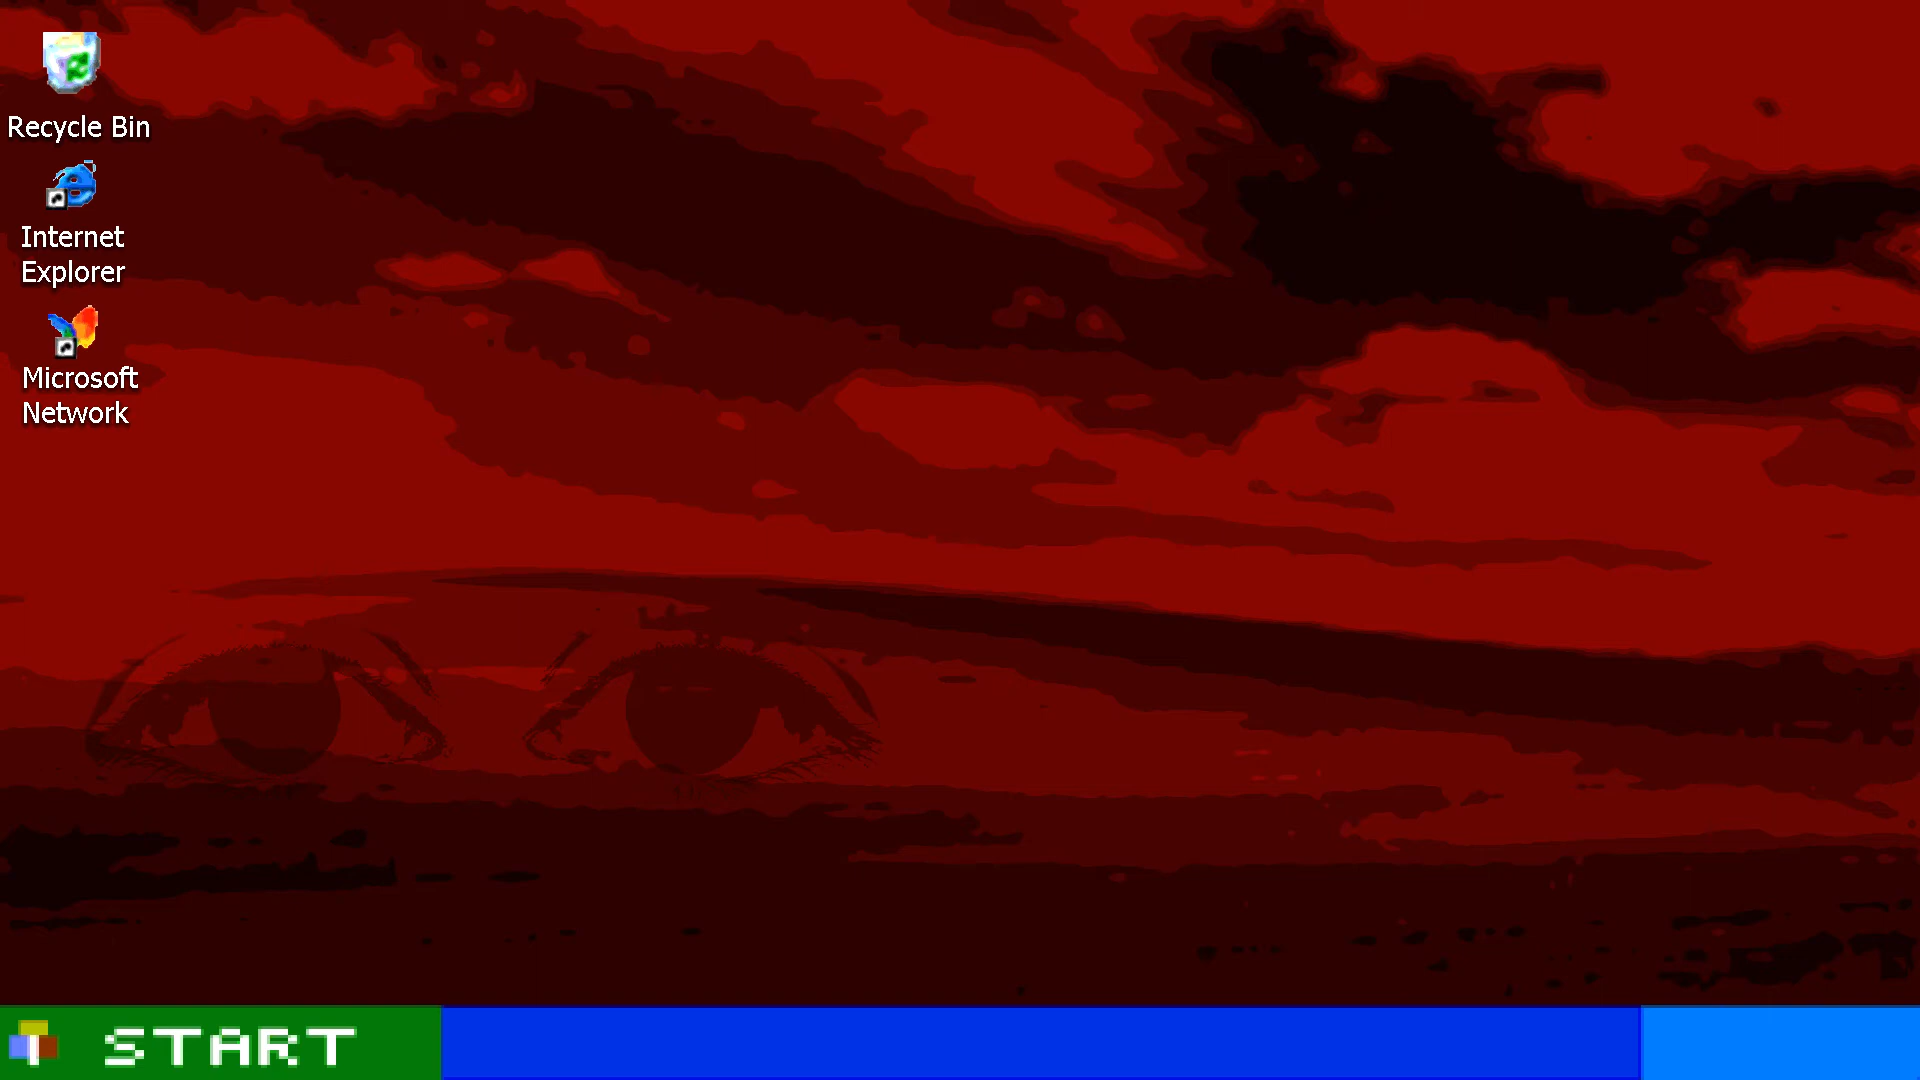 Recycle Bin
Internet
Explorer
Microsoft
Network
START